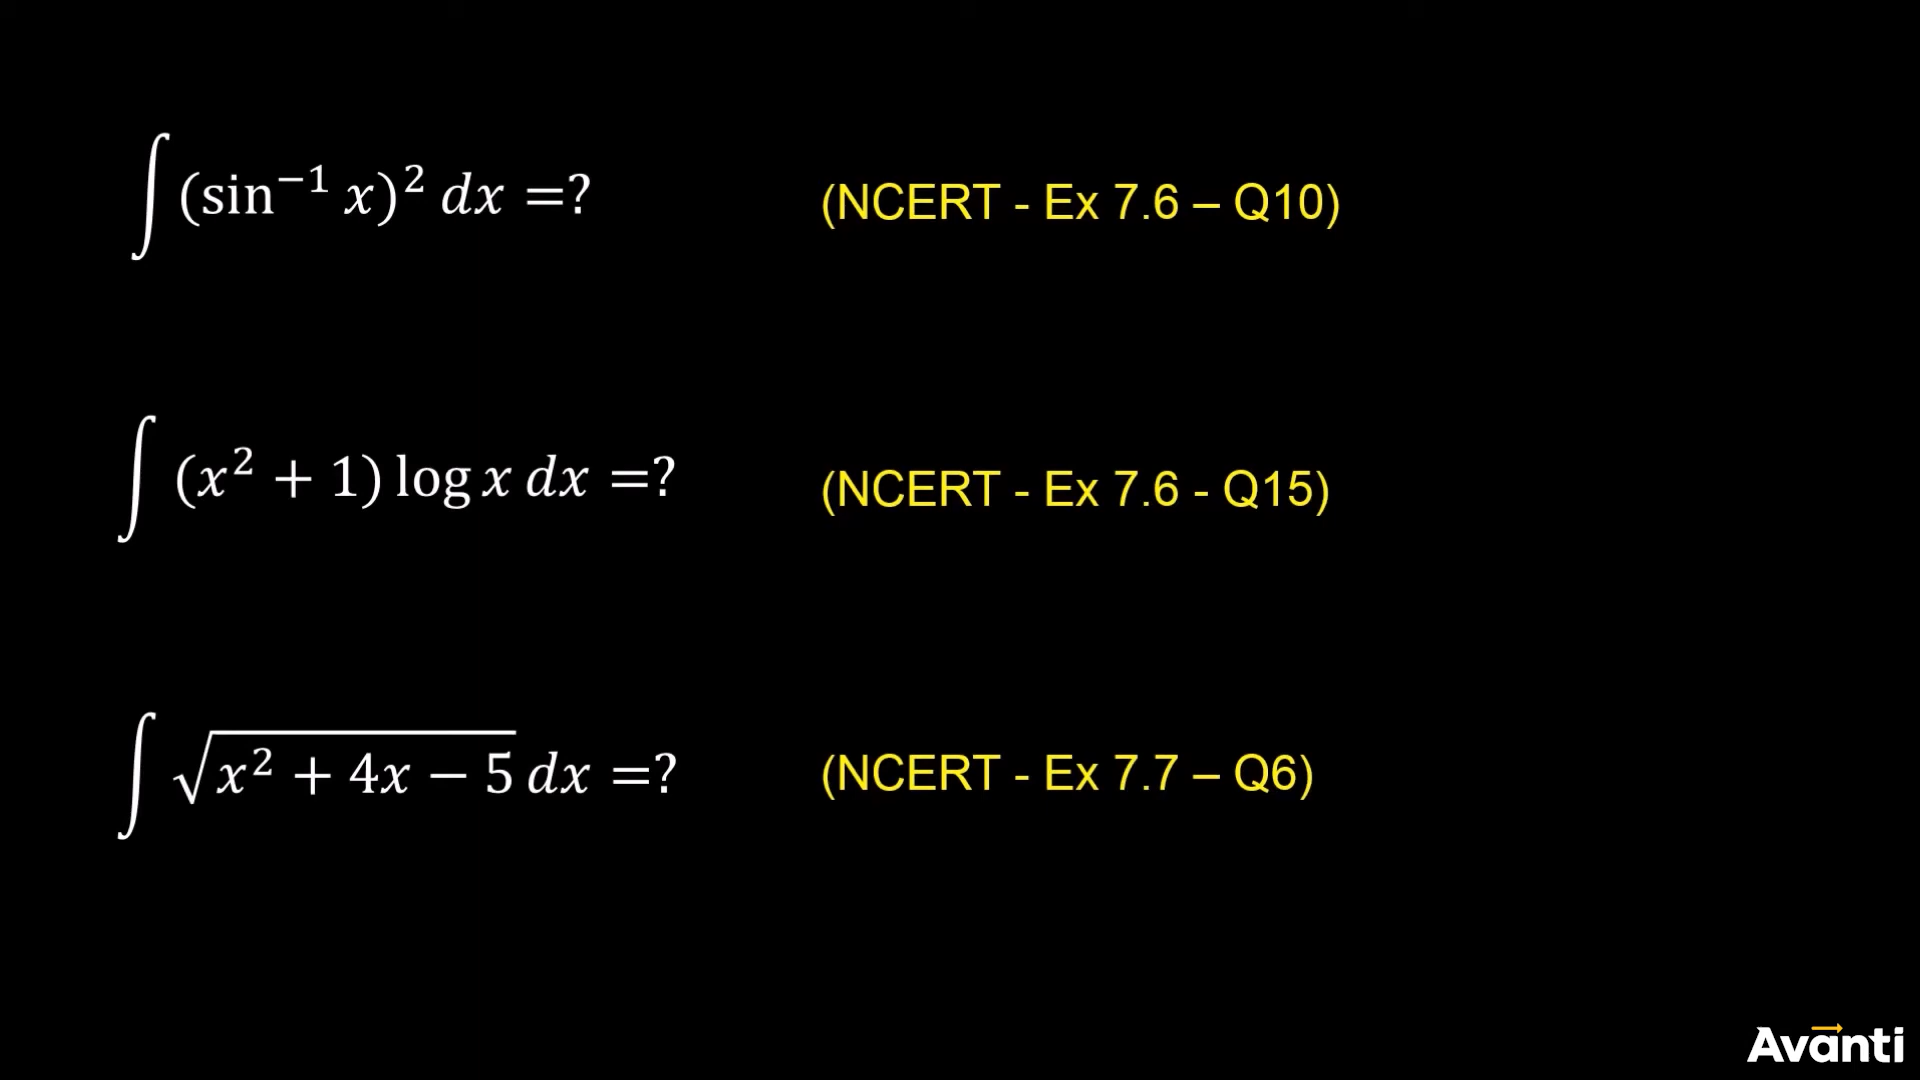 ∫(sin⁻¹ x)² dx =? (NCERT - Ex 7.6 – Q10)
∫(x² + 1) log x dx =? (NCERT - Ex 7.6 - Q15)
∫√(x² + 4x − 5) dx =? (NCERT - Ex 7.7 – Q6)
Avanti